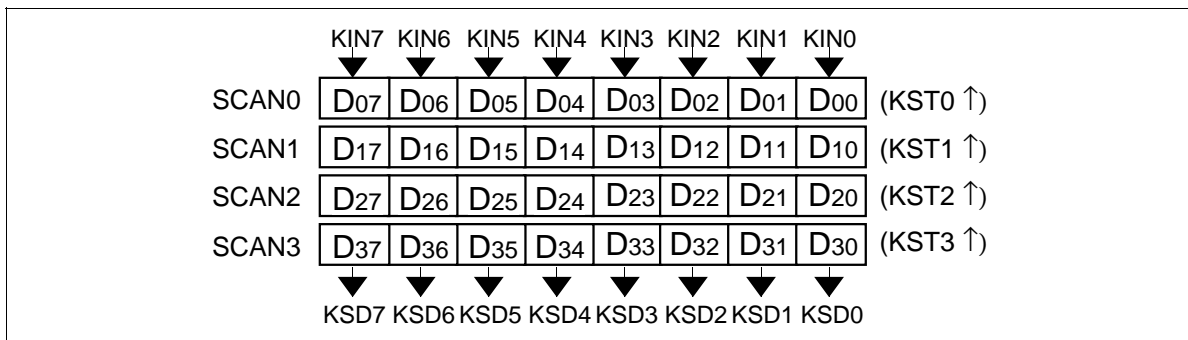 KIN7 KIN6 KIN5 KIN4 KIN3 KIN2 KIN1 KIN0
SCAN0 D07 D06 D05 D04 D03 D02 D01 D00 (KST0 ↑)
SCAN1 D17 D16 D15 D14 D13 D12 D11 D10 (KST1 ↑)
SCAN2 D27 D26 D25 D24 D23 D22 D21 D20 (KST2 ↑)
SCAN3 D37 D36 D35 D34 D33 D32 D31 D30 (KST3 ↑)
KSD7 KSD6 KSD5 KSD4 KSD3 KSD2 KSD1 KSD0